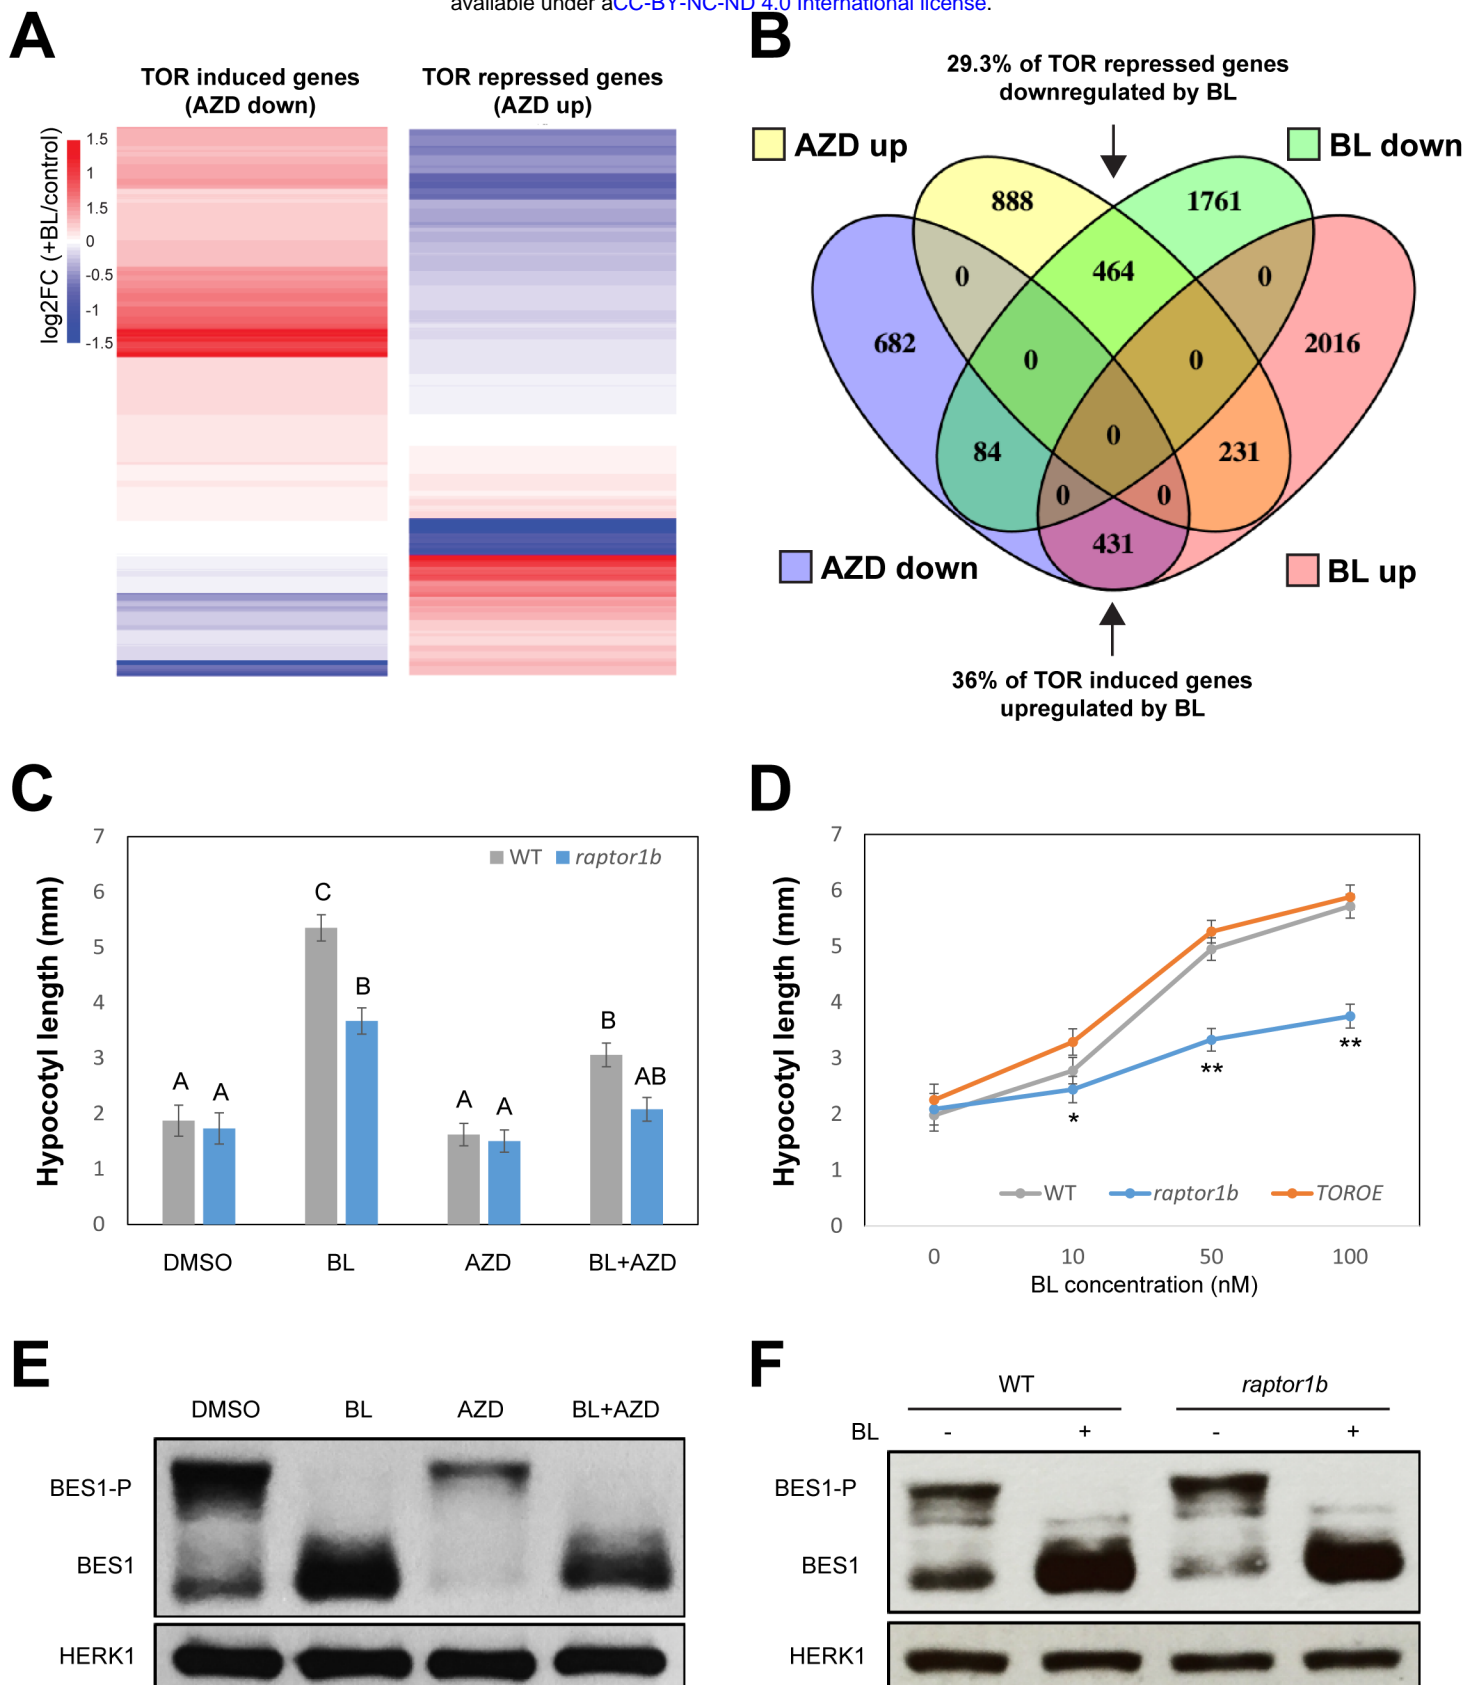 available under aCC-BY-NC-ND 4.0 International license.
A
TOR induced genes
(AZD down)
TOR repressed genes
(AZD up)
log2FC (+BL/control)
1.5
1
1.5
0
-0.5
-1
-1.5
B
29.3% of TOR repressed genes
downregulated by BL
AZD up
BL down
888
1761
0
464
0
682
0
0
2016
84
0
231
0
0
431
AZD down
BL up
36% of TOR induced genes
upregulated by BL
C
Hypocotyl length (mm)
7
6
5
4
3
2
1
0
WT
raptor1b
A
A
C
B
A
A
B
AB
DMSO
BL
AZD
BL+AZD
D
Hypocotyl length (mm)
7
6
5
4
3
2
1
0
*
**
**
WT
raptor1b
TOROE
0
10
50
100
BL concentration (nM)
E
DMSO
BL
AZD
BL+AZD
BES1-P
BES1
HERK1
F
WT
raptor1b
BL
-
+
-
+
BES1-P
BES1
HERK1